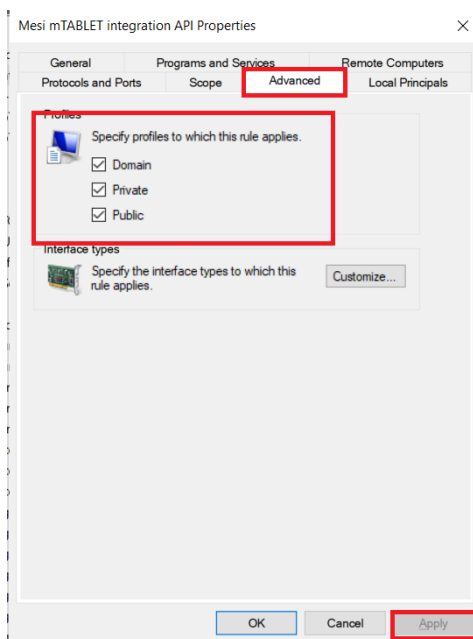 Mesi mTABLET integration API Properties
General Programs and Services Remote Computers
Protocols and Ports Scope Advanced Local Principals
Profiles
Specify profiles to which this rule applies.
Domain
Private
Public
Interface types
Specify the interface types to which this
rule applies.
Customize...
OK Cancel Apply